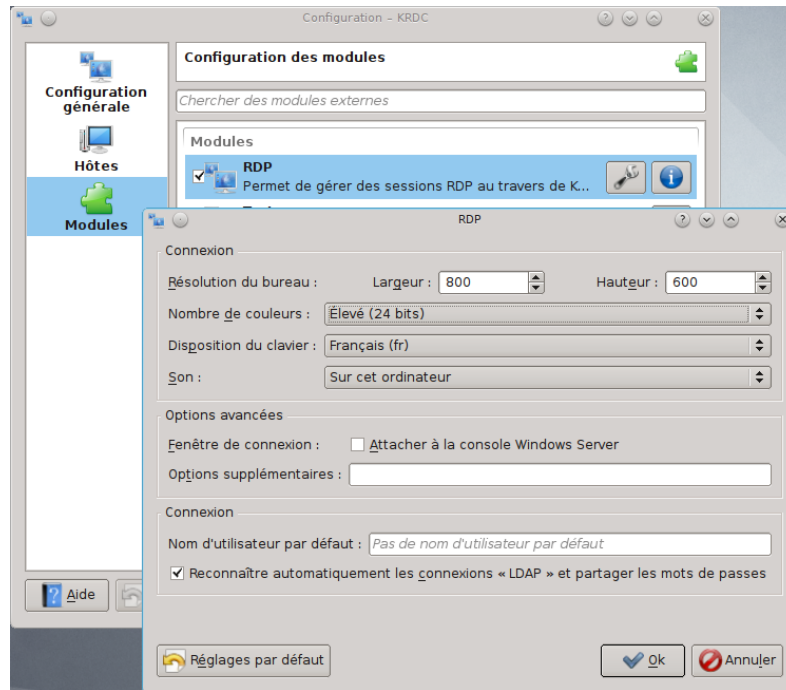 Configuration – KRDC
Configuration générale
Hôtes
Modules
Configuration des modules
Chercher des modules externes
Modules
RDP
Permet de gérer des sessions RDP au travers de K...
RDP
Connexion
Résolution du bureau : Largeur : 800 Hauteur : 600
Nombre de couleurs : Élevé (24 bits)
Disposition du clavier : Français (fr)
Son : Sur cet ordinateur
Options avancées
Fenêtre de connexion : Attacher à la console Windows Server
Options supplémentaires :
Connexion
Nom d'utilisateur par défaut : Pas de nom d'utilisateur par défaut
Reconnaître automatiquement les connexions « LDAP » et partager les mots de passes
Aide
Réglages par défaut Ok Annuler